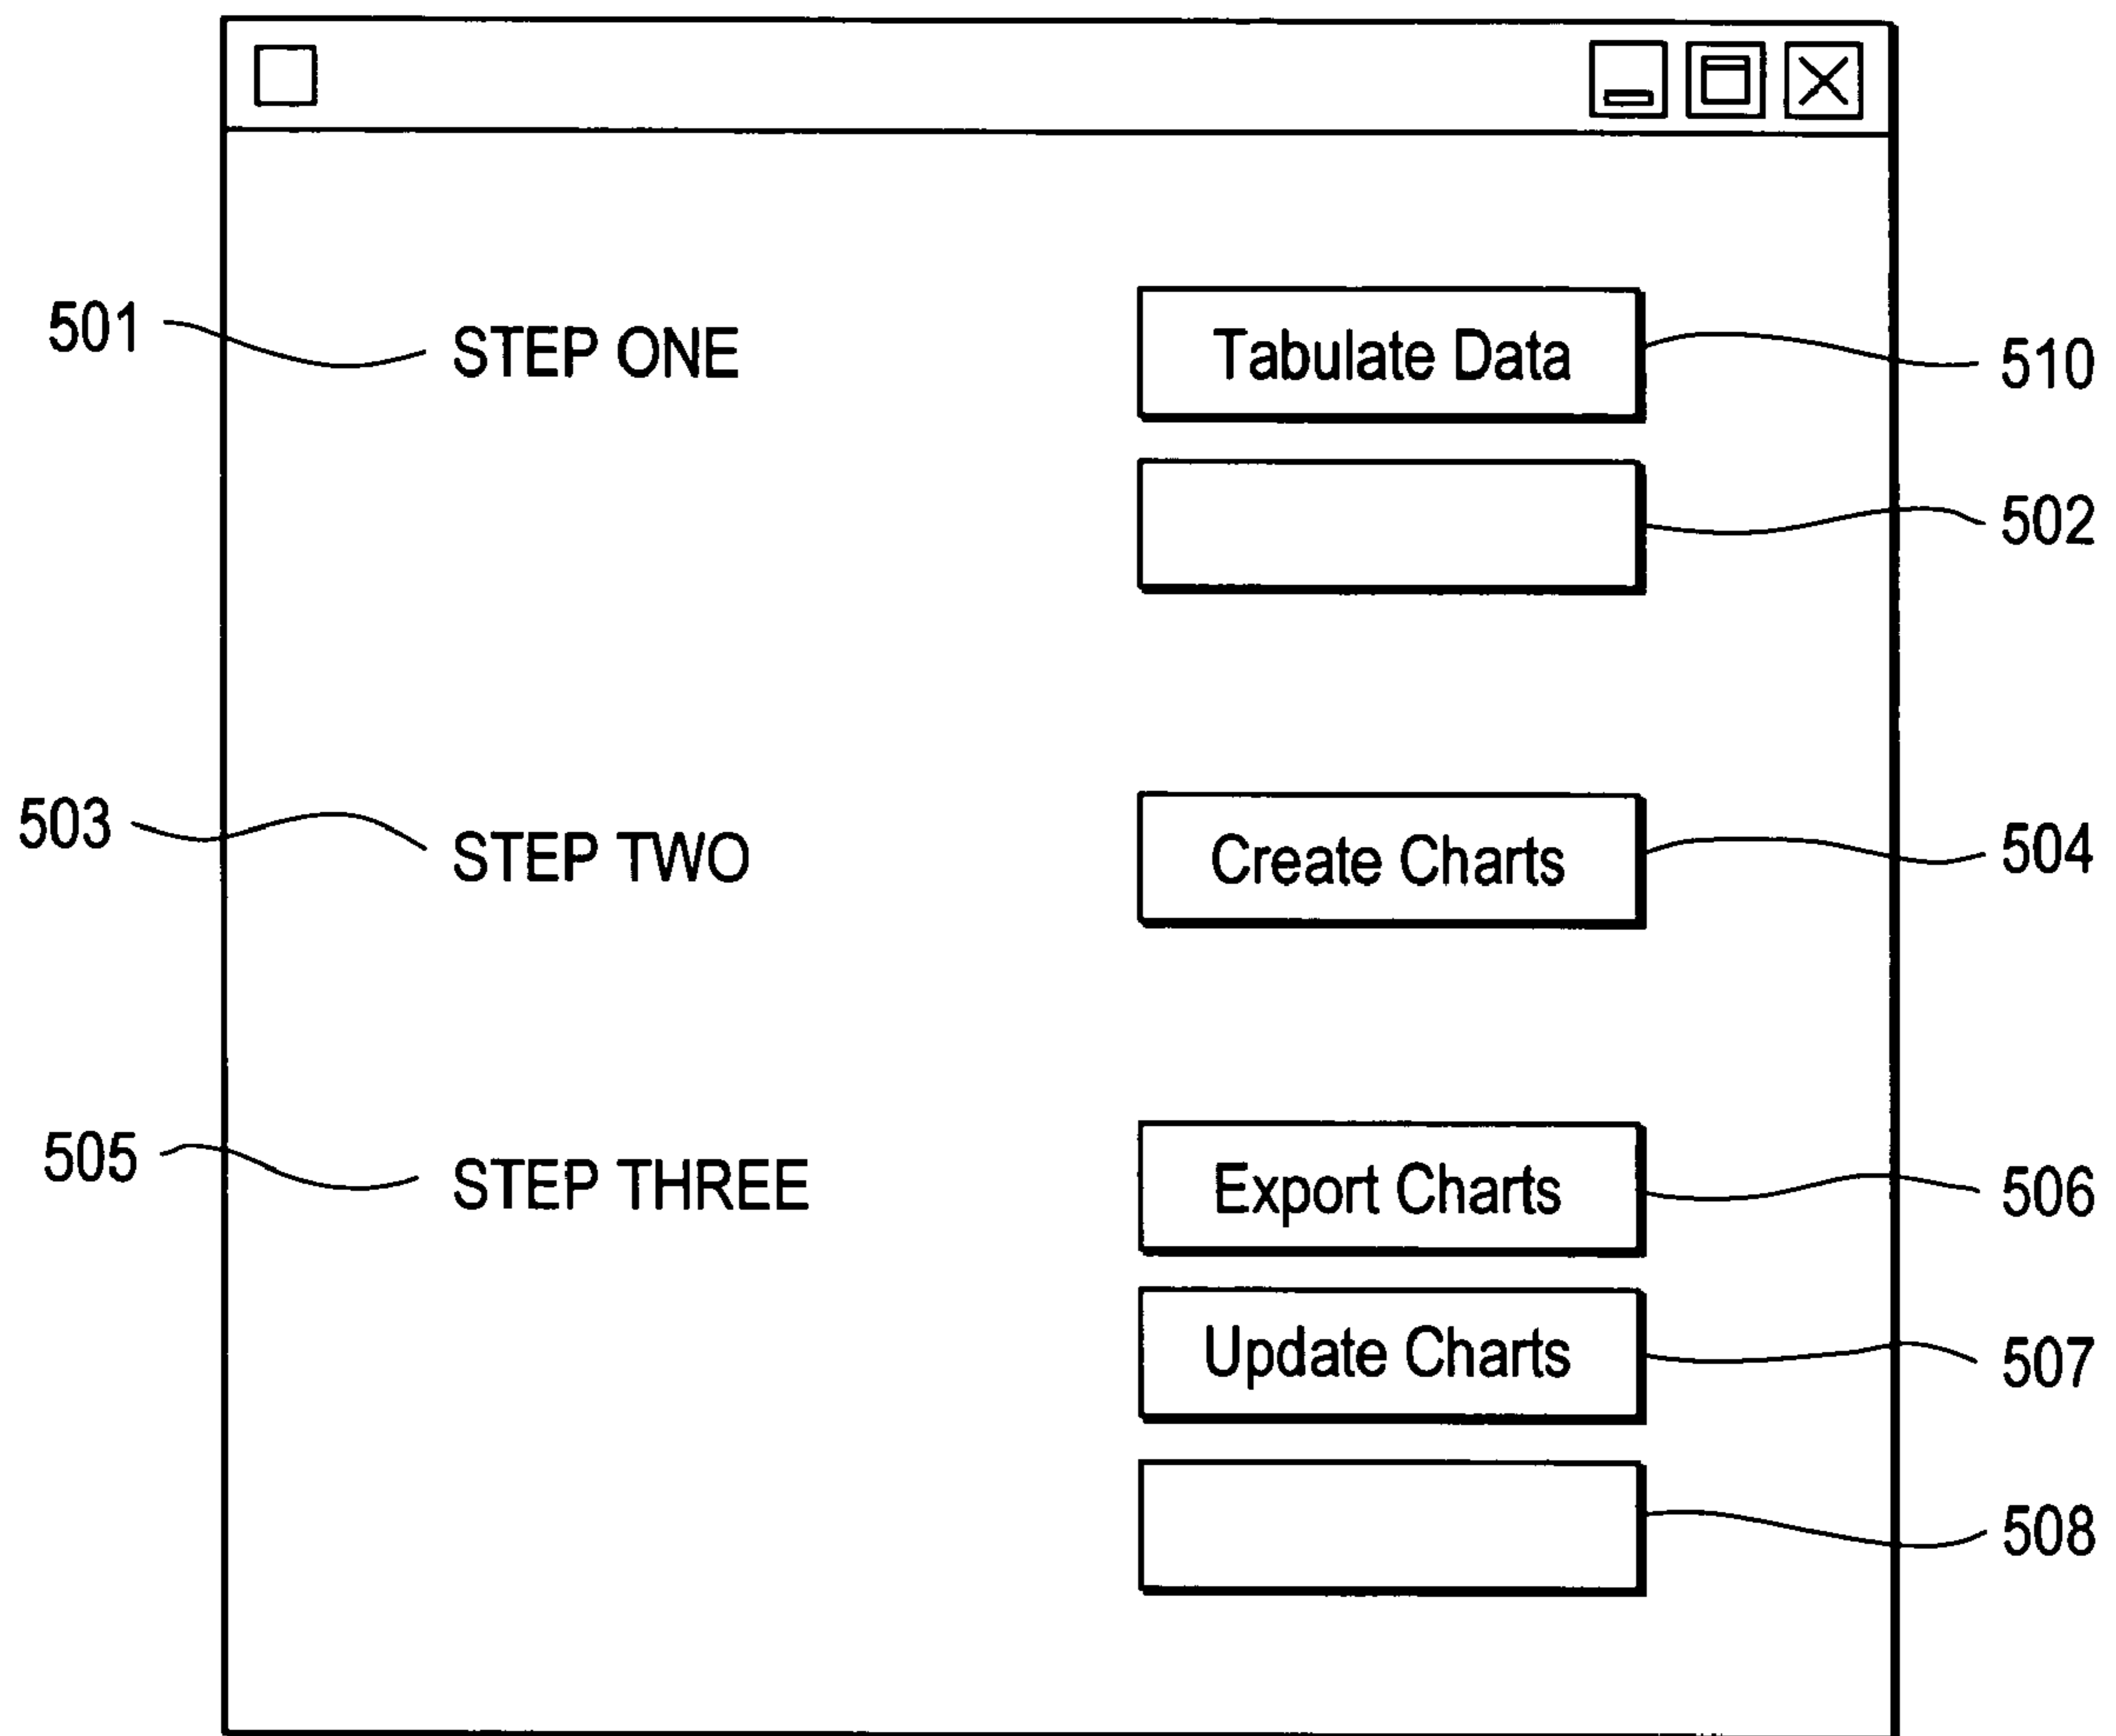 501 STEP ONE Tabulate Data 510
502
503 STEP TWO Create Charts 504
505 STEP THREE Export Charts 506
Update Charts 507
508